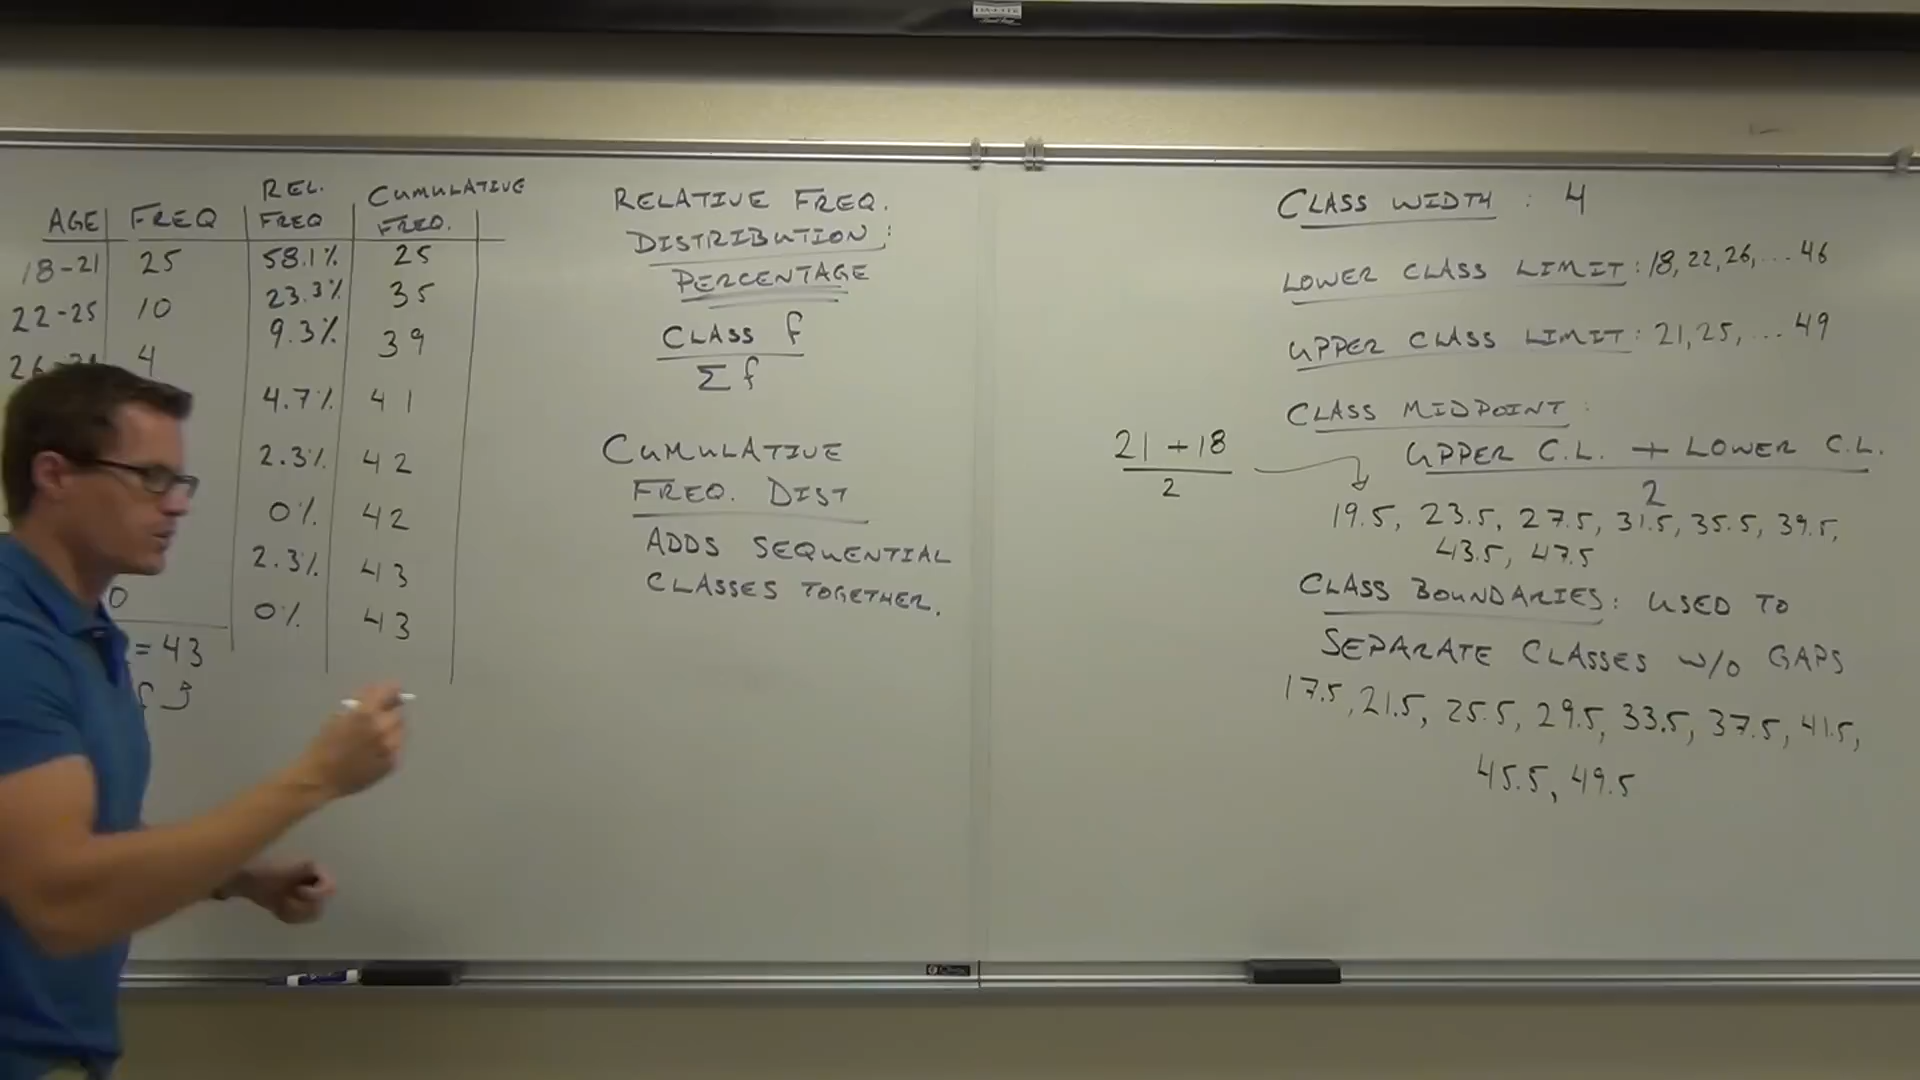 AGE FREQ REL. FREQ CUMULATIVE FREQ.
18-21 25 58.1% 25
22-25 10 23.3% 35
4 9.3% 39
4.7% 41
2.3% 42
0% 42
2.3% 43
0 0% 43
= 43
RELATIVE FREQ.
DISTRIBUTION:
PERCENTAGE
CLASS f
Σ f
CUMULATIVE
FREQ. DIST
ADDS SEQUENTIAL
CLASSES TOGETHER.
CLASS WIDTH : 4
LOWER CLASS LIMIT: 18, 22, 26, ... 46
UPPER CLASS LIMIT: 21, 25, ... 49
CLASS MIDPOINT:
UPPER C.L. + LOWER C.L.
2
21 + 18
2
19.5, 23.5, 27.5, 31.5, 35.5, 39.5,
43.5, 47.5
CLASS BOUNDARIES: USED TO
SEPARATE CLASSES W/O GAPS
17.5, 21.5, 25.5, 29.5, 33.5, 37.5, 41.5,
45.5, 49.5